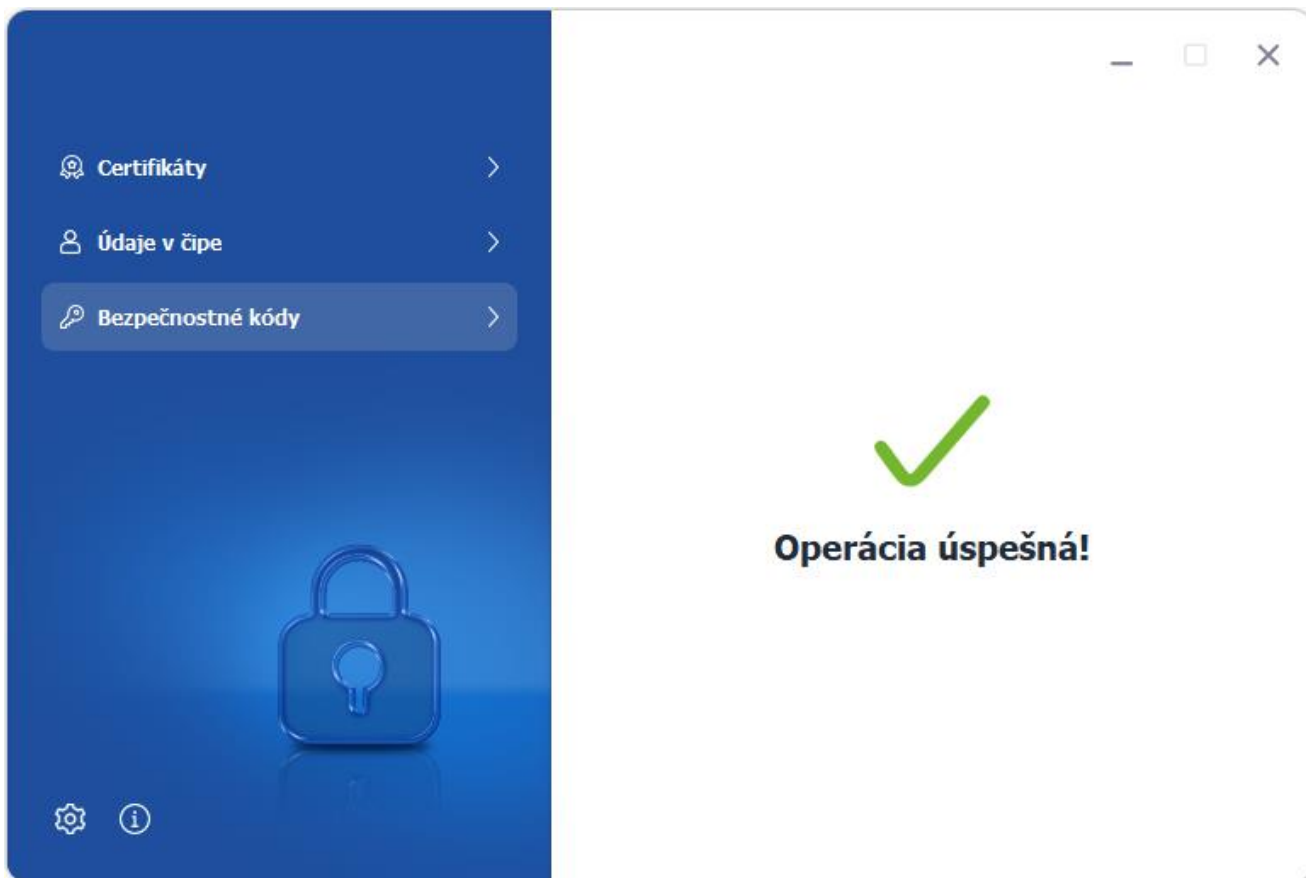 Certifikáty
Údaje v čipe
Bezpečnostné kódy
Operácia úspešná!